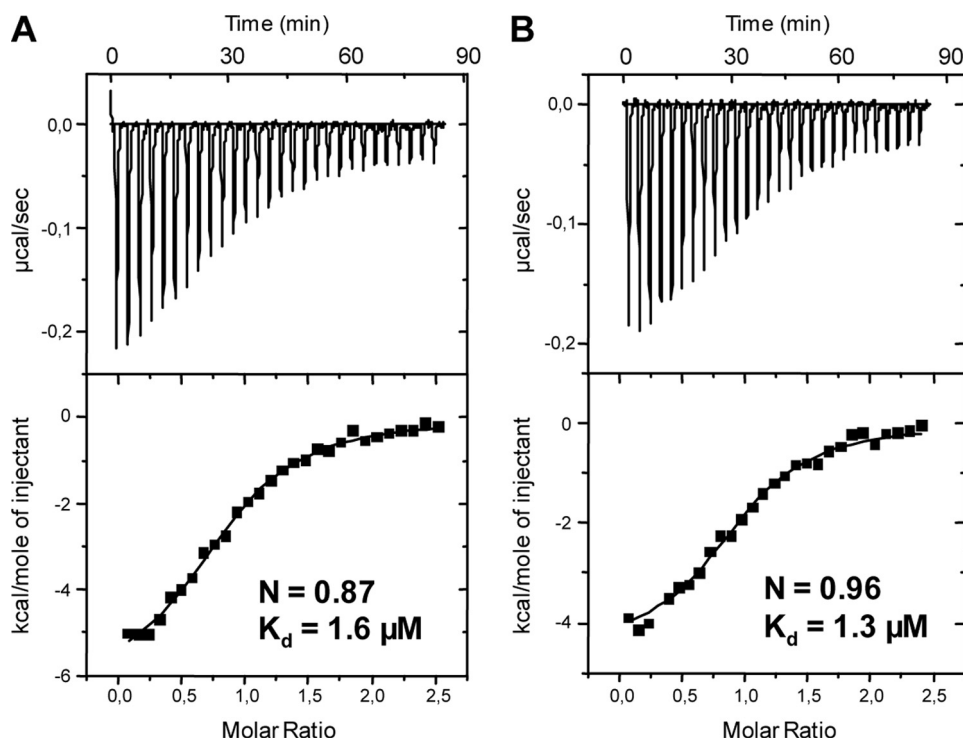 A
Time (min)
0 30 60 90
0,0
-0,1
-0,2
µcal/sec
0
-2
-4
-6
kcal/mole of injectant
N = 0.87
Kd = 1.6 µM
0,0 0,5 1,0 1,5 2,0 2,5
Molar Ratio
B
Time (min)
0 30 60 90
0,0
-0,1
-0,2
µcal/sec
0
-2
-4
kcal/mole of injectant
N = 0.96
Kd = 1.3 µM
0,0 0,5 1,0 1,5 2,0 2,5
Molar Ratio